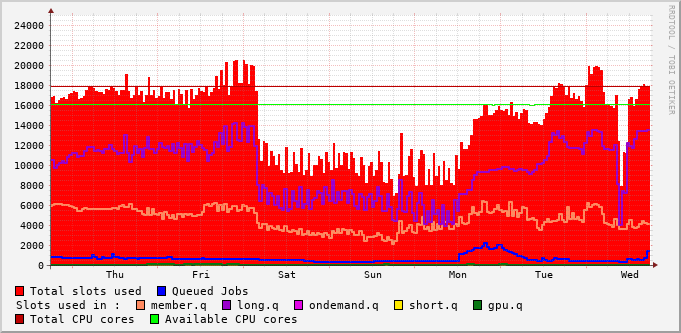 24000
22000
20000
18000
16000
14000
12000
10000
8000
6000
4000
2000
0
Thu Fri Sat Sun Mon Tue Wed
Total slots used Queued Jobs
Slots used in : member.q long.q ondemand.q short.q gpu.q
Total CPU cores Available CPU cores
RRDTOOL / TOBI OETIKER